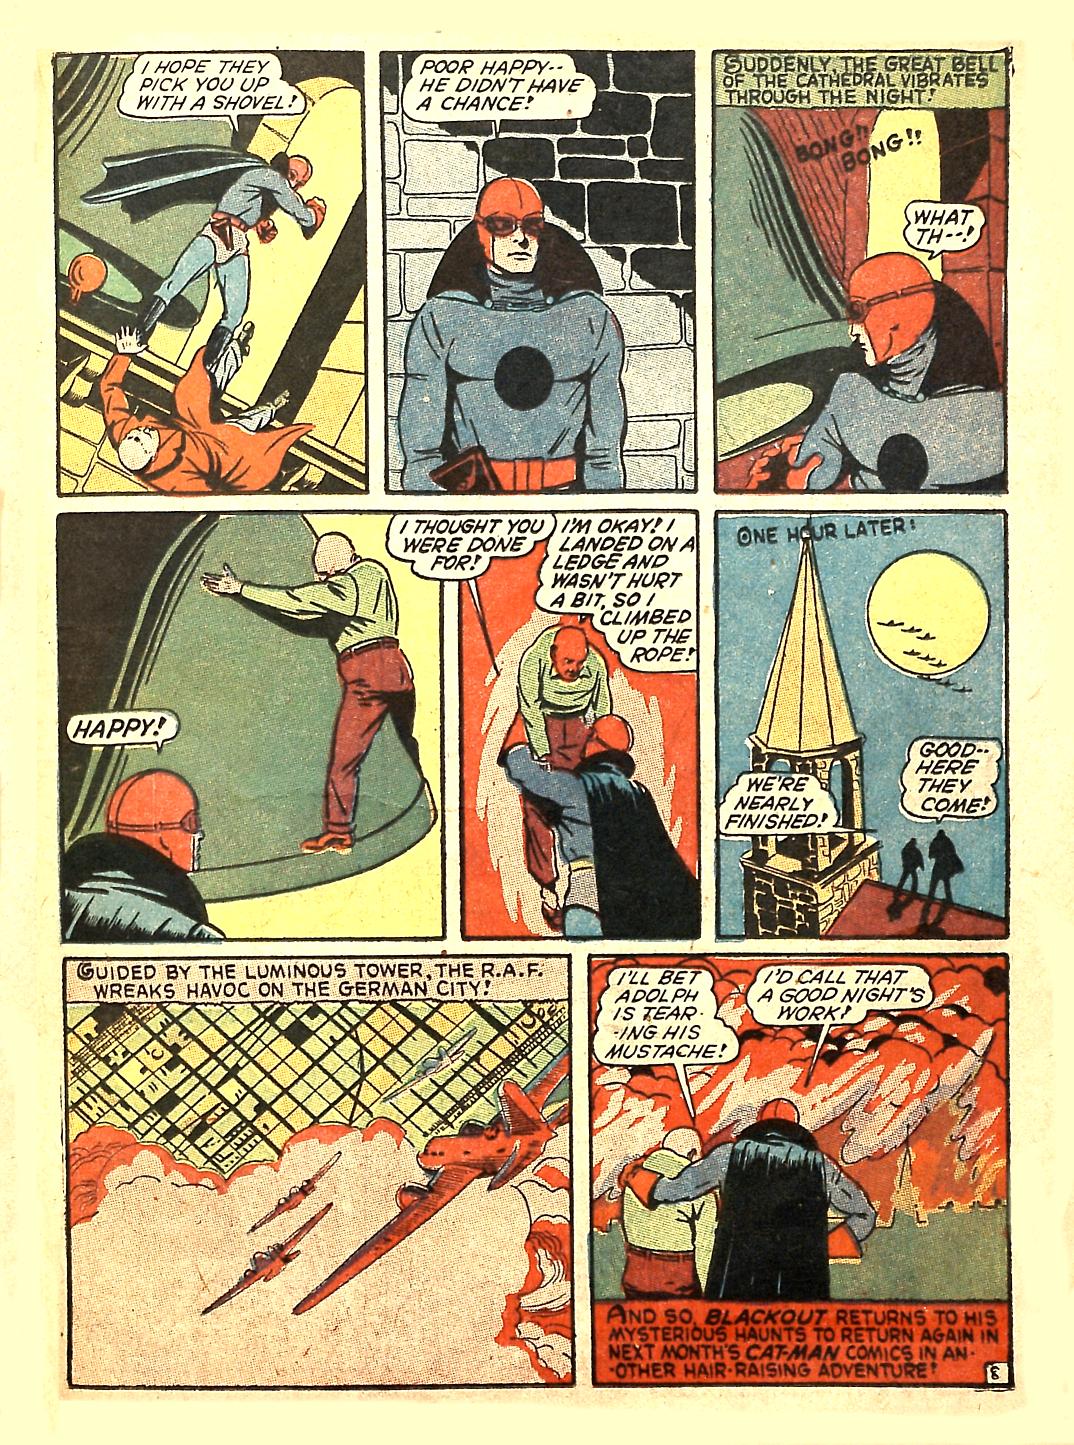 I HOPE THEY
PICK YOU UP
WITH A SHOVEL!
POOR HAPPY--
HE DIDN'T HAVE
A CHANCE!
SUDDENLY, THE GREAT BELL
OF THE CATHEDRAL VIBRATES
THROUGH THE NIGHT!
BONG!!
BONG!!
WHAT
TH--!
HAPPY!
I THOUGHT YOU
WERE DONE
FOR!
I'M OKAY! I
LANDED ON A
LEDGE AND
WASN'T HURT
A BIT, SO I
CLIMBED
UP THE
ROPE!
ONE HOUR LATER:
WE'RE
NEARLY
FINISHED!
GOOD--
HERE
THEY
COME!
GUIDED BY THE LUMINOUS TOWER, THE R.A.F.
WREAKS HAVOC ON THE GERMAN CITY!
I'LL BET
ADOLPH
IS TEAR-
-ING HIS
MUSTACHE!
I'D CALL THAT
A GOOD NIGHT'S
WORK!
AND SO, BLACKOUT RETURNS TO HIS
MYSTERIOUS HAUNTS TO RETURN AGAIN IN
NEXT MONTH'S CAT-MAN COMICS IN AN-
-OTHER HAIR-RAISING ADVENTURE!
8